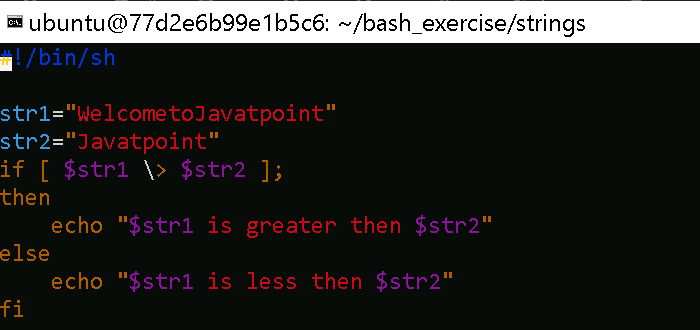 ubuntu@77d2e6b99e1b5c6: ~/bash_exercise/strings
#!/bin/sh
str1="WelcometoJavatpoint"
str2="Javatpoint"
if [ $str1 \> $str2 ];
then
    echo "$str1 is greater then $str2"
else
    echo "$str1 is less then $str2"
fi